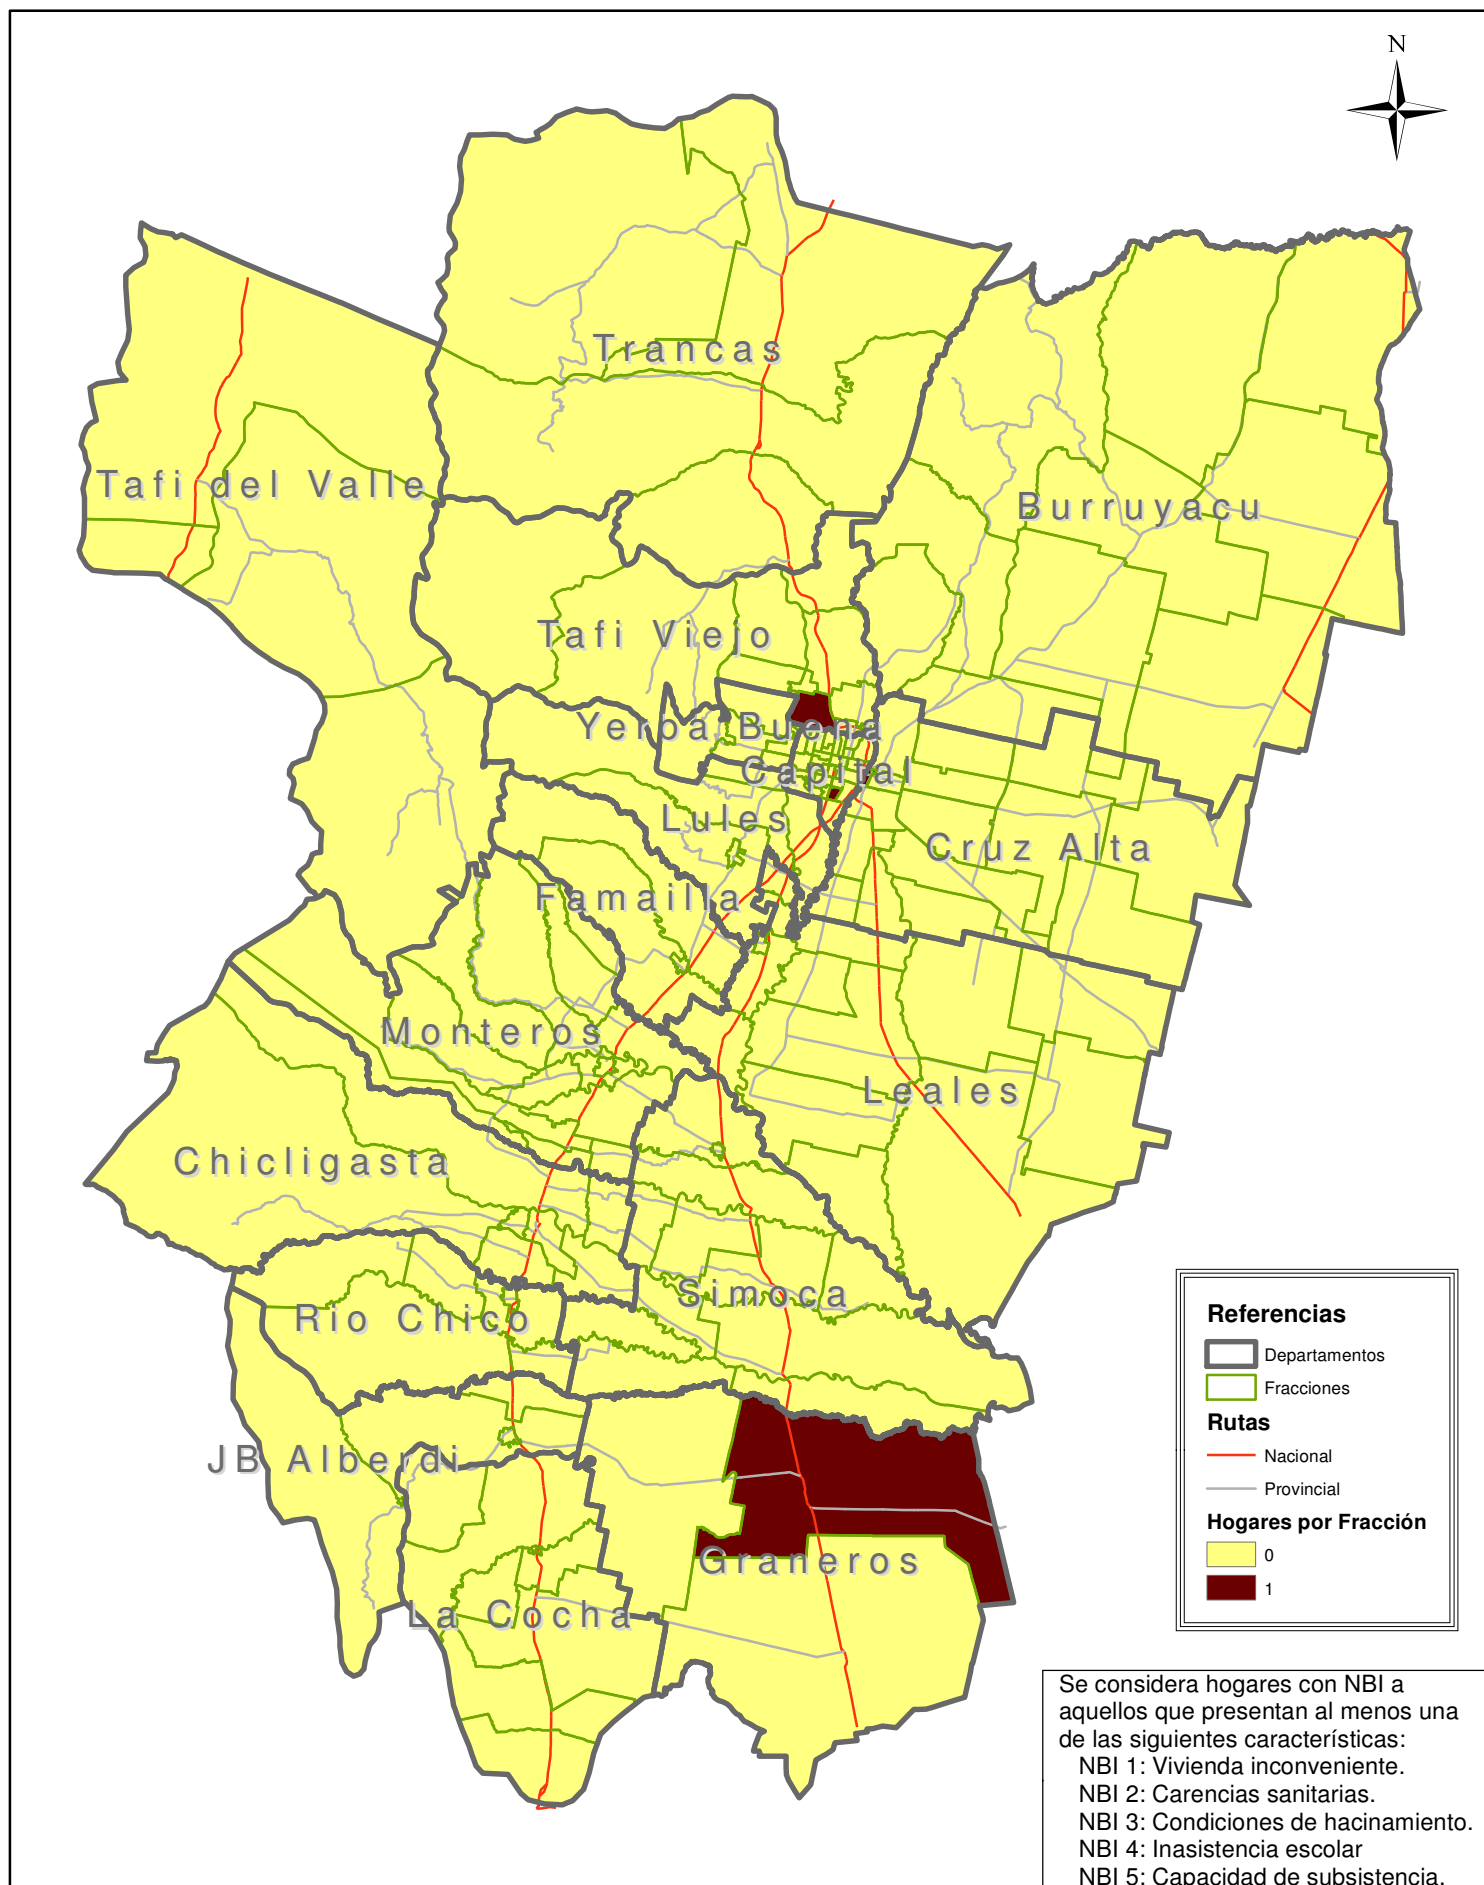 N
Trancas
Tafi del Valle
Burruyacu
Tafi Viejo
Yerba Buena
Capital
Lules
Cruz Alta
Famailla
Monteros
Leales
Chicligasta
Simoca
Rio Chico
JB Alberdi
Graneros
La Cocha
Referencias
Departamentos
Fracciones
Rutas
Nacional
Provincial
Hogares por Fracción
0
1
Se considera hogares con NBI a
aquellos que presentan al menos una
de las siguientes características:
NBI 1: Vivienda inconveniente.
NBI 2: Carencias sanitarias.
NBI 3: Condiciones de hacinamiento.
NBI 4: Inasistencia escolar
NBI 5: Capacidad de subsistencia.